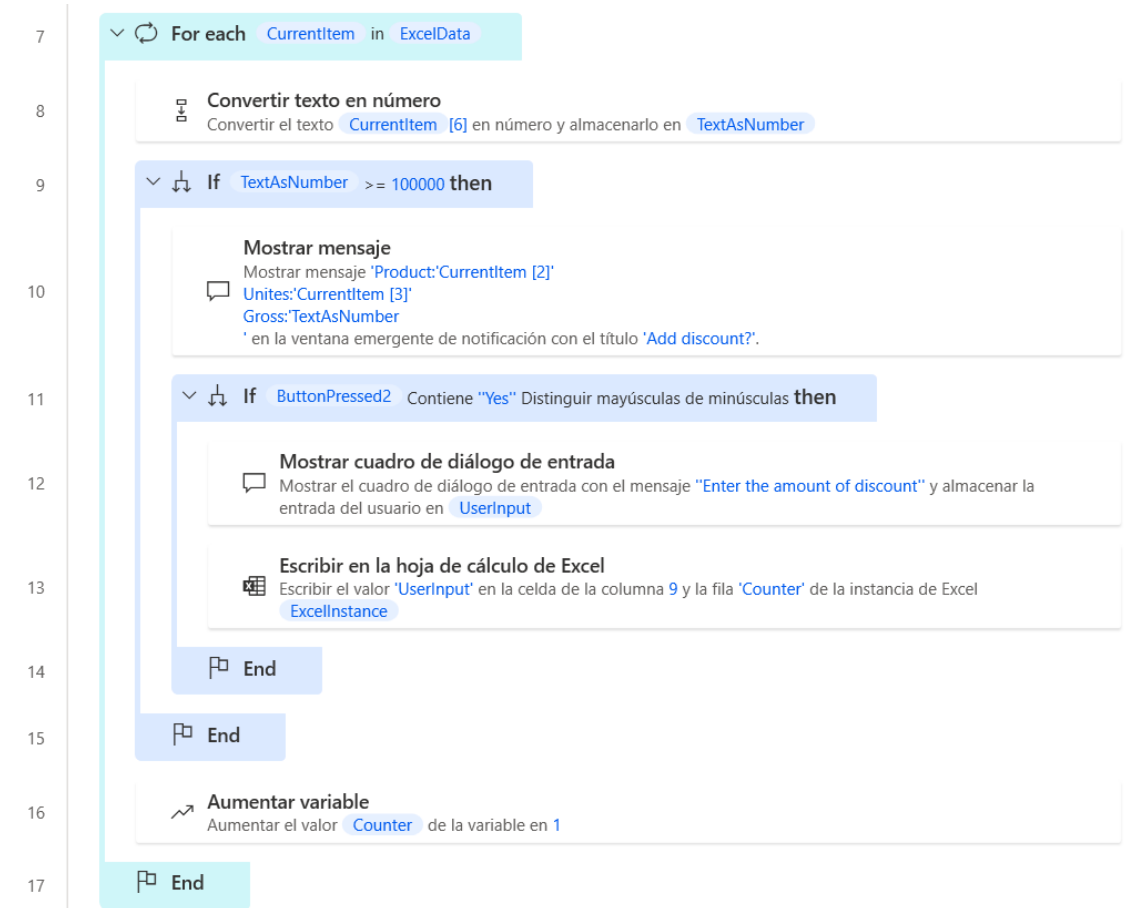 7 For each CurrentItem in ExcelData
8 Convertir texto en número
Convertir el texto CurrentItem [6] en número y almacenarlo en TextAsNumber
9 If TextAsNumber >= 100000 then
Mostrar mensaje
Mostrar mensaje 'Product:'CurrentItem [2]'
10 Unites:'CurrentItem [3]'
Gross:'TextAsNumber
' en la ventana emergente de notificación con el título 'Add discount?'.
11 If ButtonPressed2 Contiene "Yes" Distinguir mayúsculas de minúsculas then
Mostrar cuadro de diálogo de entrada
12 Mostrar el cuadro de diálogo de entrada con el mensaje "Enter the amount of discount" y almacenar la
entrada del usuario en UserInput
Escribir en la hoja de cálculo de Excel
13 Escribir el valor 'UserInput' en la celda de la columna 9 y la fila 'Counter' de la instancia de Excel
ExcelInstance
14 End
15 End
16 Aumentar variable
Aumentar el valor Counter de la variable en 1
17 End